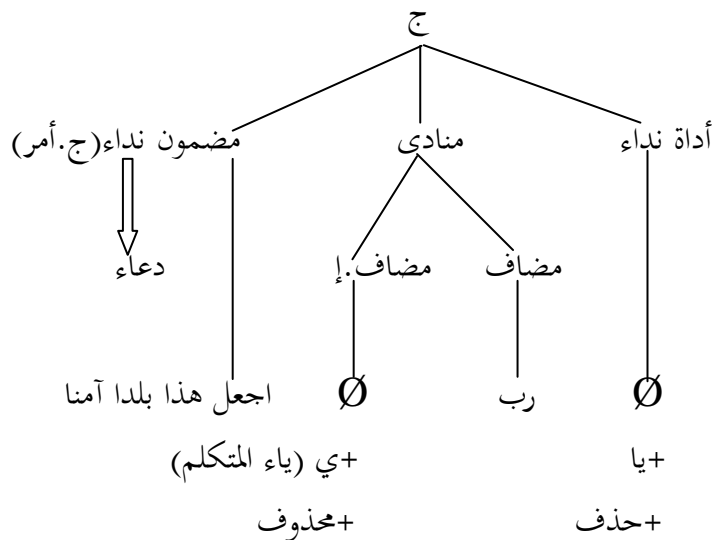 ج
أداة نداء منادى مضمون نداء(ج.أمر)
مضاف مضاف.إ دعاء
Ø رب Ø اجعل هذا بلدا آمنا
+يا +ي (ياء المتكلم)
+حذف +محذوف